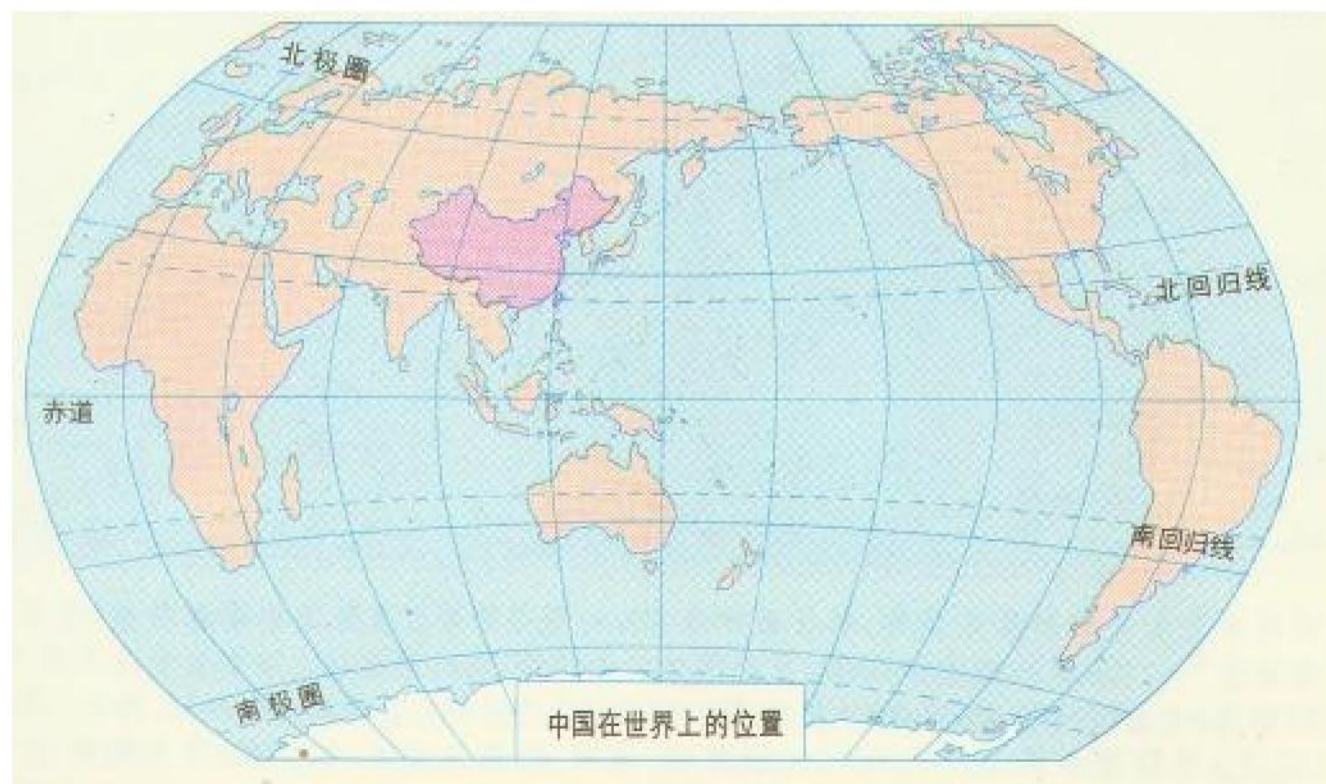 北极圈
北回归线
赤道
南回归线
南极圈
中国在世界上的位置